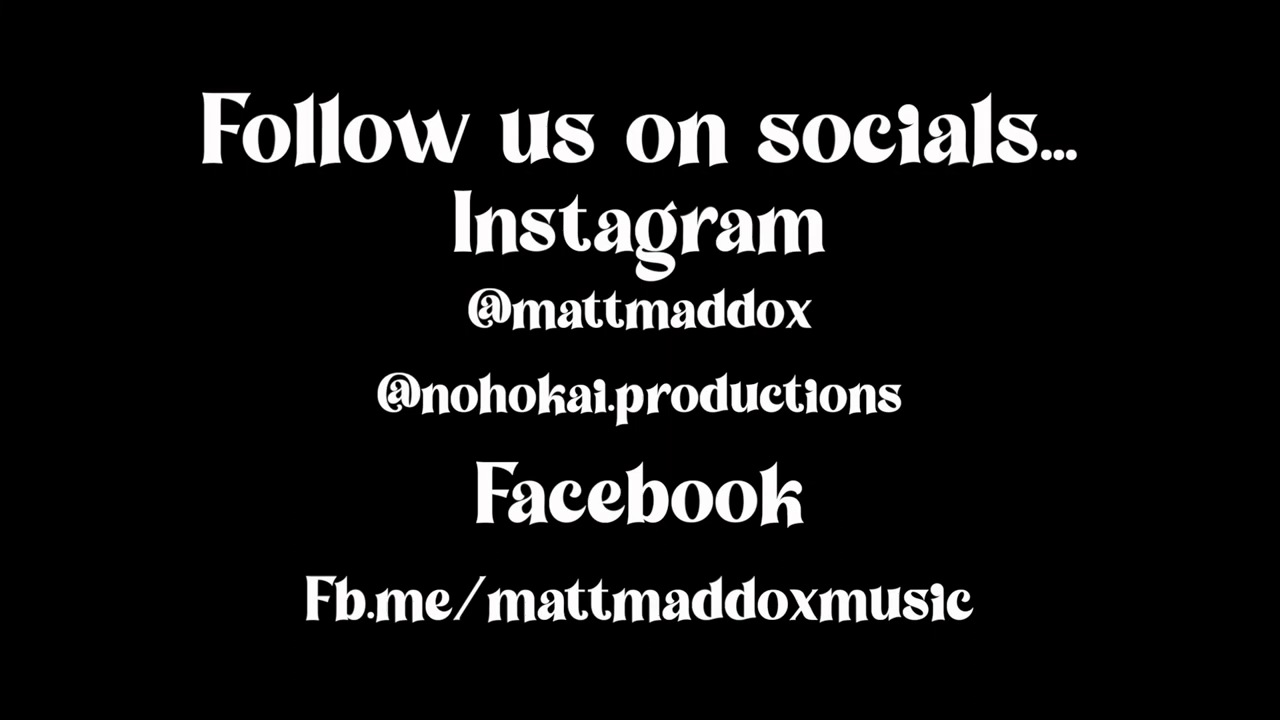 Follow us on socials...
Instagram
@mattmaddox
@nohokai.productions
Facebook
Fb.me/mattmaddoxmusic